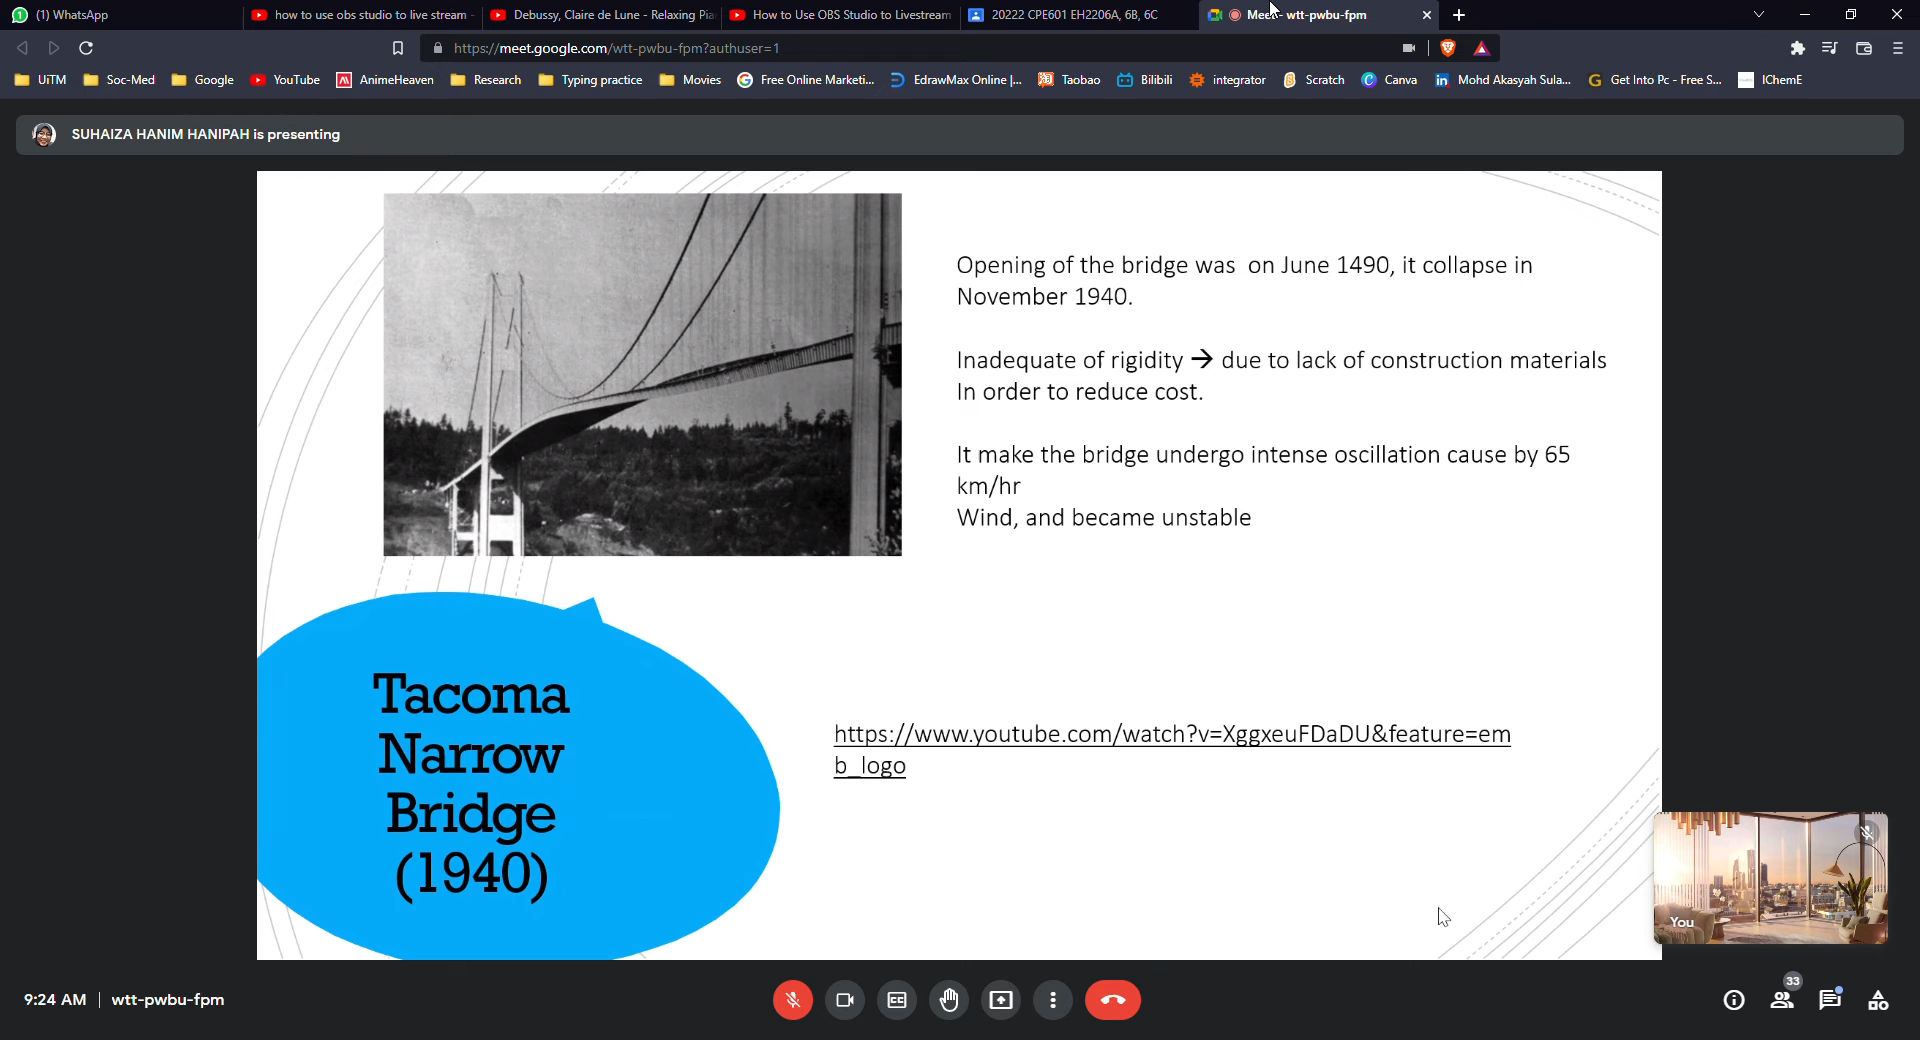 (1) WhatsApp
how to use obs studio to live stream -
Debussy, Claire de Lune - Relaxing Pia
How to Use OBS Studio to Livestream
20222 CPE601 EH2206A, 6B, 6C
Meet - wtt-pwbu-fpm
https://meet.google.com/wtt-pwbu-fpm?authuser=1
UiTM
Soc-Med
Google
YouTube
AnimeHeaven
Research
Typing practice
Movies
Free Online Marketi...
EdrawMax Online |...
Taobao
Bilibili
integrator
Scratch
Canva
Mohd Akasyah Sula...
Get Into Pc - Free S...
IChemE
SUHAIZA HANIM HANIPAH is presenting
Opening of the bridge was on June 1490, it collapse in
November 1940.
Inadequate of rigidity → due to lack of construction materials
In order to reduce cost.
It make the bridge undergo intense oscillation cause by 65
km/hr
Wind, and became unstable
Tacoma
Narrow
Bridge
(1940)
https://www.youtube.com/watch?v=XggxeuFDaDU&feature=em
b_logo
You
9:24 AM | wtt-pwbu-fpm
33